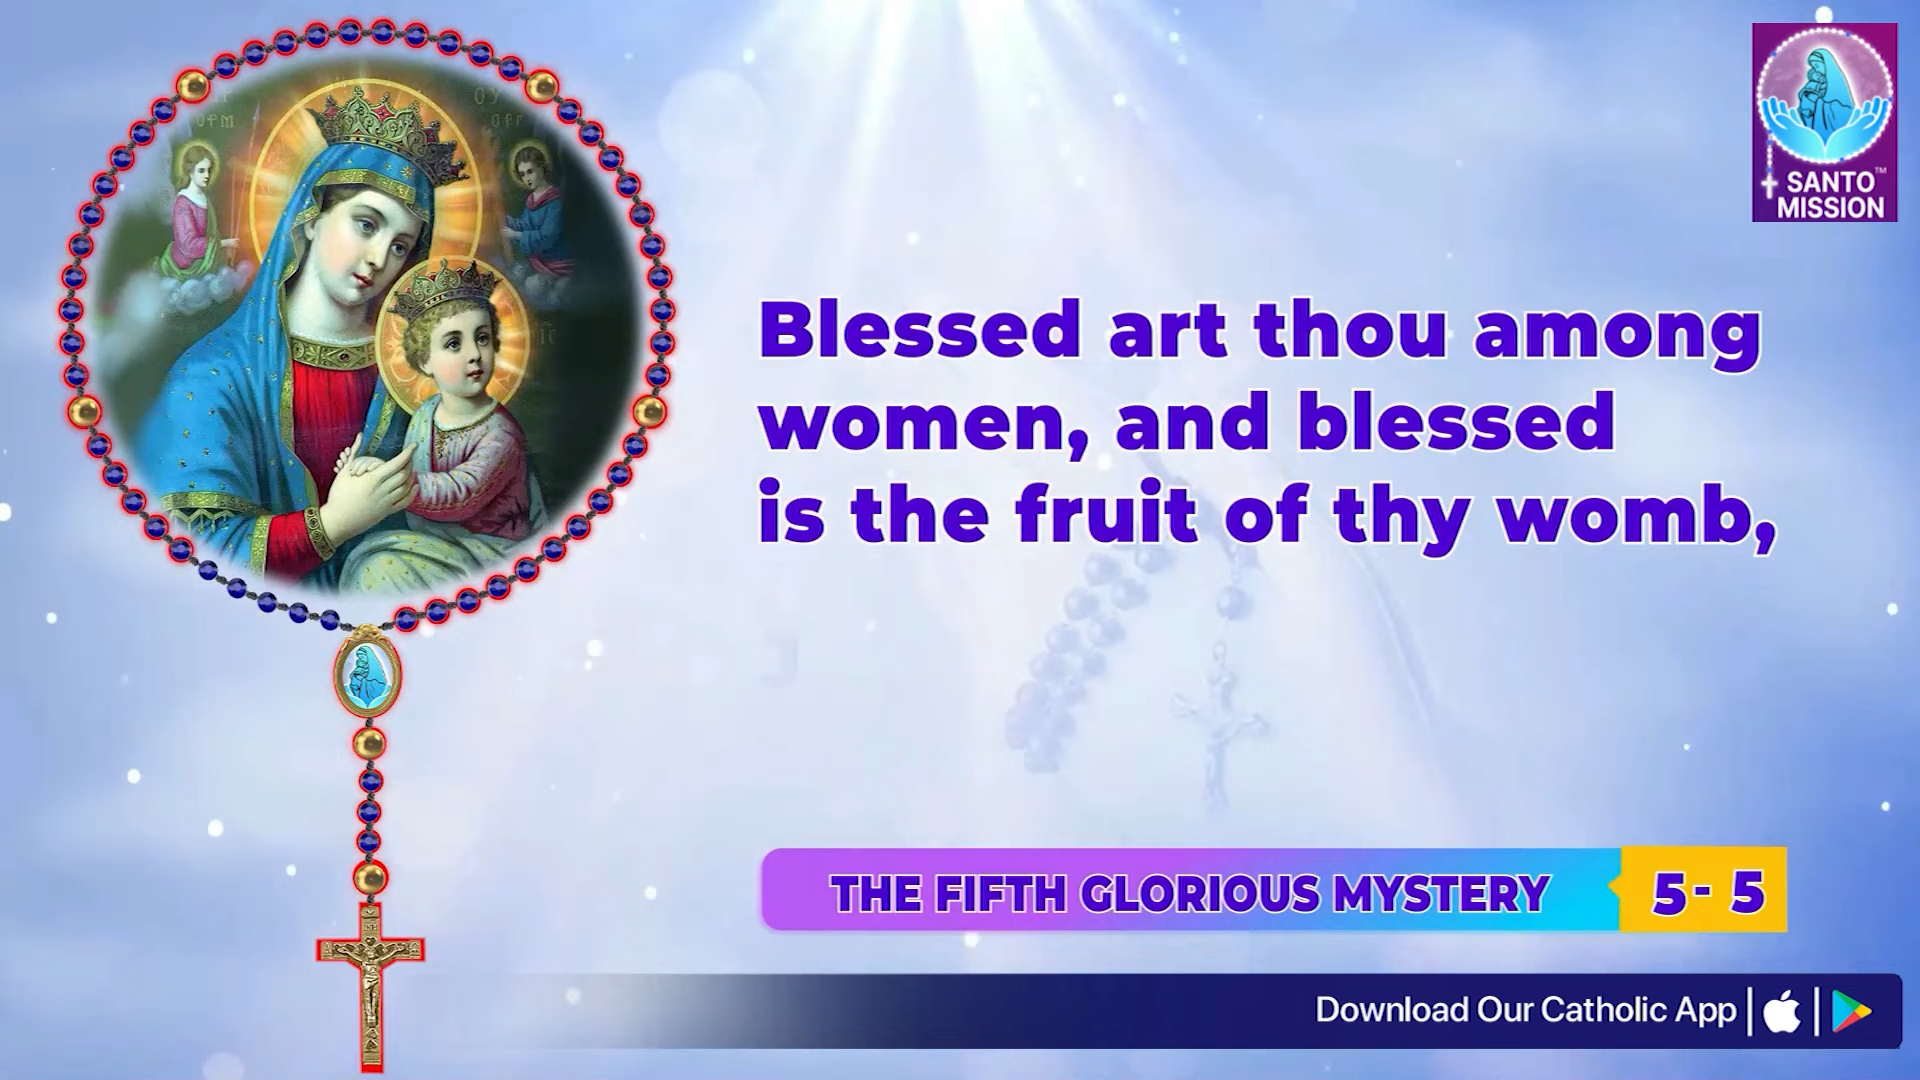 SANTO™
MISSION
Blessed art thou among
women, and blessed
is the fruit of thy womb,
THE FIFTH GLORIOUS MYSTERY 5- 5
Download Our Catholic App